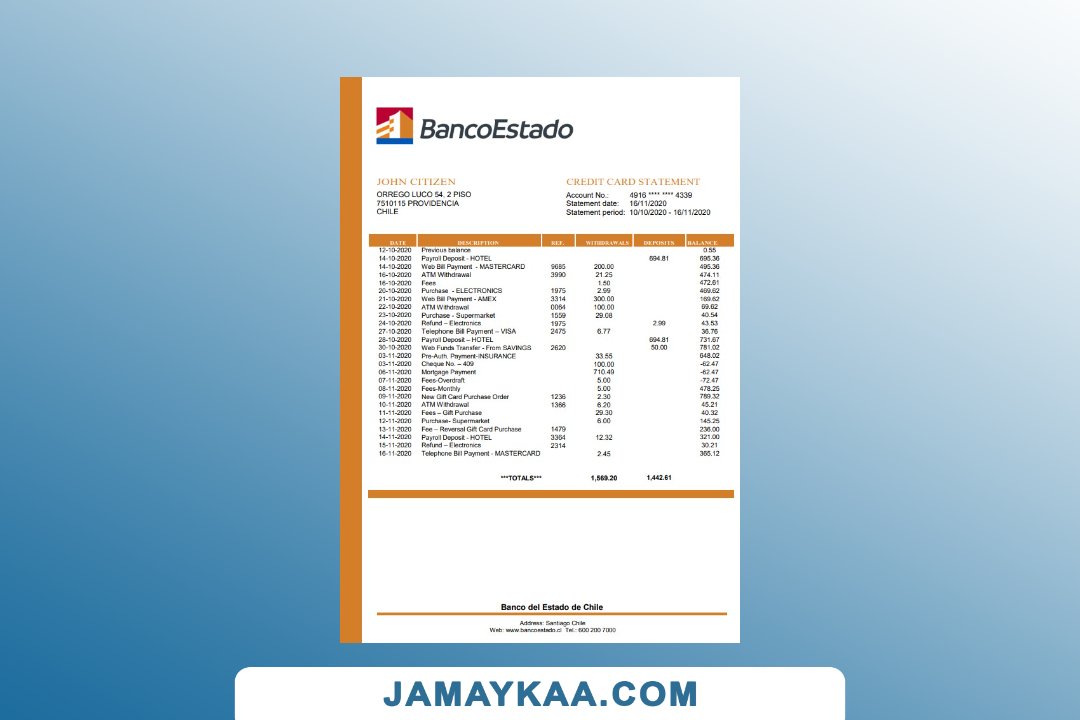 BancoEstado
JOHN CITIZEN
ORREGO LUCO 54, 2 PISO
7510115 PROVIDENCIA
CHILE
CREDIT CARD STATEMENT
Account No.: 4916 **** **** 4339
Statement date: 16/11/2020
Statement period: 10/10/2020 - 16/11/2020
DATE DESCRIPTION REF. WITHDRAWALS DEPOSITS BALANCE
12-10-2020 Previous balance 0.55
14-10-2020 Payroll Deposit - HOTEL 694.81 695.36
14-10-2020 Web Bill Payment - MASTERCARD 9685 200.00 495.36
16-10-2020 ATM Withdrawal 3990 21.25 474.11
16-10-2020 Fees 1.50 472.61
20-10-2020 Purchase - ELECTRONICS 1975 2.99 469.62
21-10-2020 Web Bill Payment - AMEX 3314 300.00 169.62
22-10-2020 ATM Withdrawal 0064 100.00 69.62
23-10-2020 Purchase - Supermarket 1559 29.08 40.54
24-10-2020 Refund – Electronics 1975 2.99 43.53
27-10-2020 Telephone Bill Payment – VISA 2475 6.77 36.76
28-10-2020 Payroll Deposit – HOTEL 694.81 731.67
30-10-2020 Web Funds Transfer - From SAVINGS 2620 50.00 781.02
03-11-2020 Pre-Auth. Payment-INSURANCE 33.55 648.02
03-11-2020 Cheque No. – 409 100.00 -62.47
06-11-2020 Mortgage Payment 710.49 -62.47
07-11-2020 Fees-Overdraft 5.00 -72.47
08-11-2020 Fees-Monthly 5.00 478.25
09-11-2020 New Gift Card Purchase Order 1236 2.30 789.32
10-11-2020 ATM Withdrawal 1366 6.20 45.21
11-11-2020 Fees – Gift Purchase 29.30 40.32
12-11-2020 Purchase- Supermarket 6.00 145.25
13-11-2020 Fee – Reversal Gift Card Purchase 1479 236.00
14-11-2020 Payroll Deposit - HOTEL 3364 12.32 321.00
15-11-2020 Refund – Electronics 2314 30.21
16-11-2020 Telephone Bill Payment - MASTERCARD 2.45 365.12
***TOTALS*** 1,569.20 1,442.61
Banco del Estado de Chile
Address: Santiago Chile
Web: www.bancoestado.cl Tel.: 600 200 7000
JAMAYKAA.COM